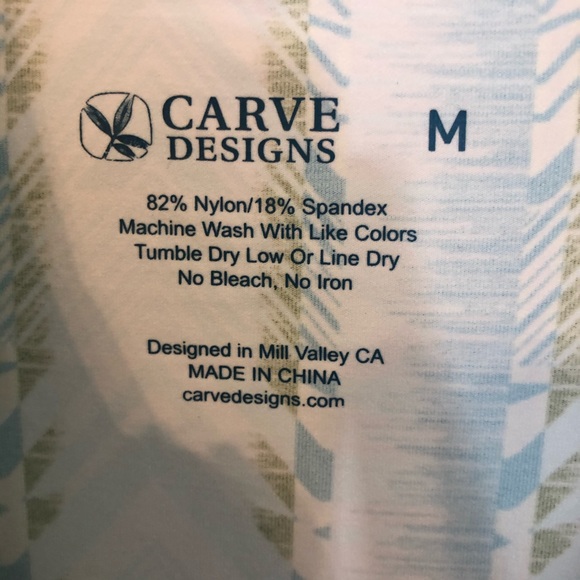 CARVE
DESIGNS
M
82% Nylon/18% Spandex
Machine Wash With Like Colors
Tumble Dry Low Or Line Dry
No Bleach, No Iron
Designed in Mill Valley CA
MADE IN CHINA
carvedesigns.com